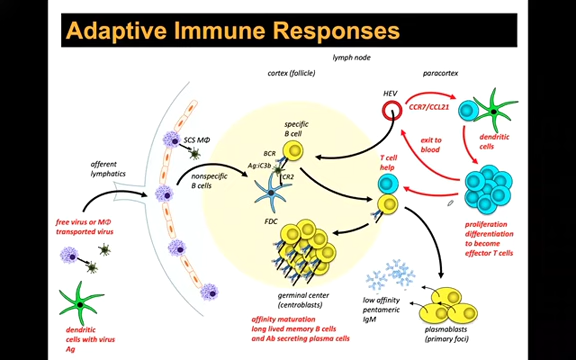 Adaptive Immune Responses
lymph node
cortex (follicle)
paracortex
HEV
CCR7/CCL21
dendritic
cells
exit to
blood
specific
B cell
SCS MΦ
BCR
Ag:iC3b
CR2
FDC
T cell
help
afferent
lymphatics
nonspecific
B cells
free virus or MΦ
transported virus
dendritic
cells with virus
Ag
proliferation
differentiation
to become
effector T cells
germinal center
(centroblasts)
affinity maturation
long lived memory B cells
and Ab secreting plasma cells
low affinity
pentameric
IgM
plasmablasts
(primary foci)